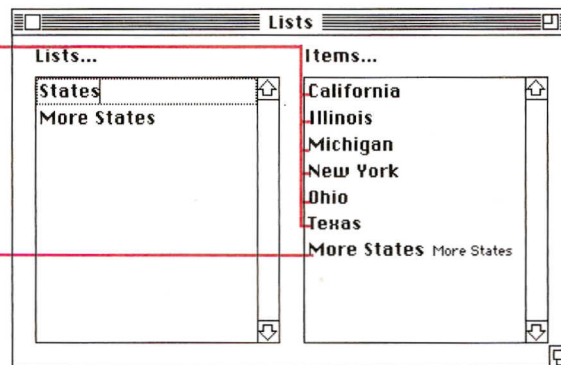 Lists
Lists...
States
More States
Items...
California
Illinois
Michigan
New York
Ohio
Texas
More States More States